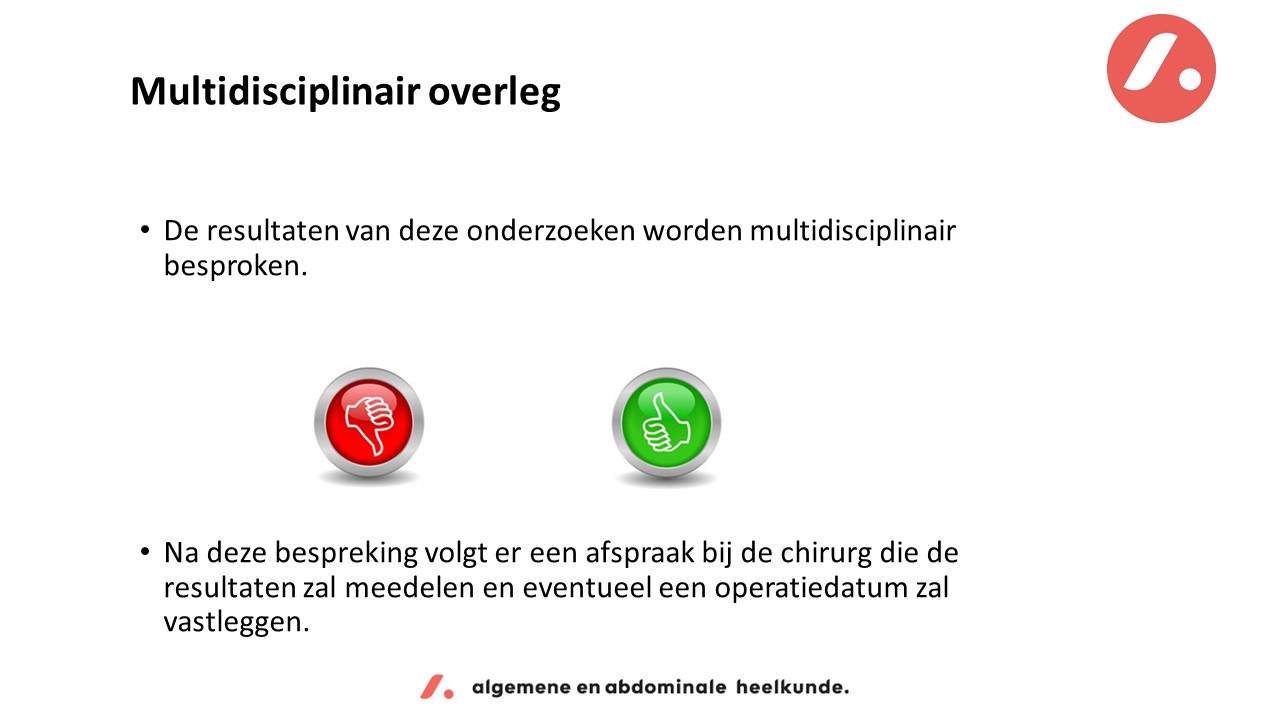 Multidisciplinair overleg
• De resultaten van deze onderzoeken worden multidisciplinair
besproken.
• Na deze bespreking volgt er een afspraak bij de chirurg die de
resultaten zal meedelen en eventueel een operatiedatum zal
vastleggen.
algemene en abdominale heelkunde.